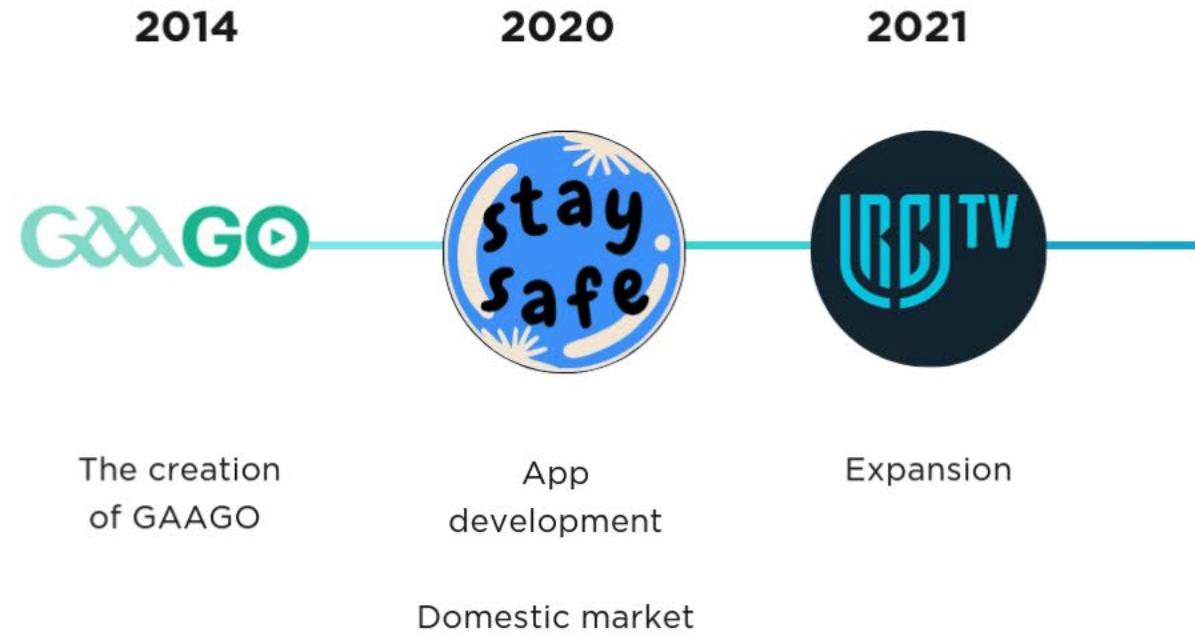 2014
2020
2021
GAAGO
stay
safe
URC TV
The creation
of GAAGO
App
development
Domestic market
Expansion